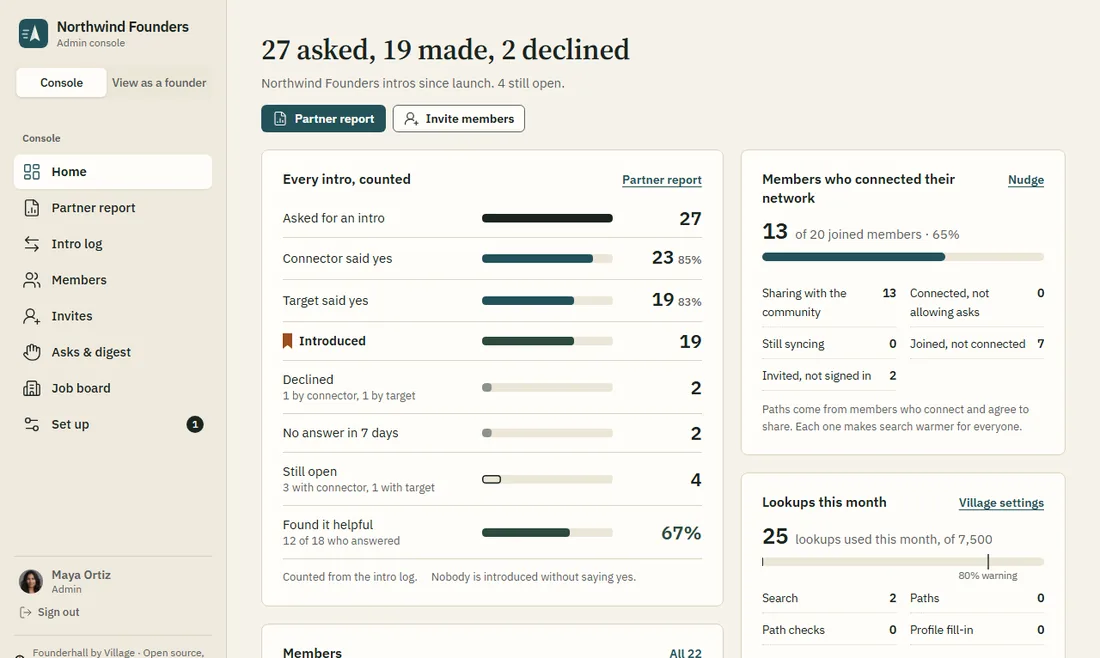 Northwind Founders
Admin console
Console
View as a founder
Console
Home
Partner report
Intro log
Members
Invites
Asks & digest
Job board
Set up
1
Maya Ortiz
Admin
Sign out
Founderhall by Village · Open source,
27 asked, 19 made, 2 declined
Northwind Founders intros since launch. 4 still open.
Partner report
Invite members
Every intro, counted
Partner report
Asked for an intro
27
Connector said yes
23 85%
Target said yes
19 83%
Introduced
19
Declined
1 by connector, 1 by target
2
No answer in 7 days
2
Still open
3 with connector, 1 with target
4
Found it helpful
12 of 18 who answered
67%
Counted from the intro log. Nobody is introduced without saying yes.
Members
All 22
Members who connected their
network
Nudge
13 of 20 joined members · 65%
Sharing with the
community
13
Connected, not
allowing asks
0
Still syncing
0
Joined, not connected
7
Invited, not signed in
2
Paths come from members who connect and agree to
share. Each one makes search warmer for everyone.
Lookups this month
Village settings
25 lookups used this month, of 7,500
80% warning
Search
2
Paths
0
Path checks
0
Profile fill-in
0